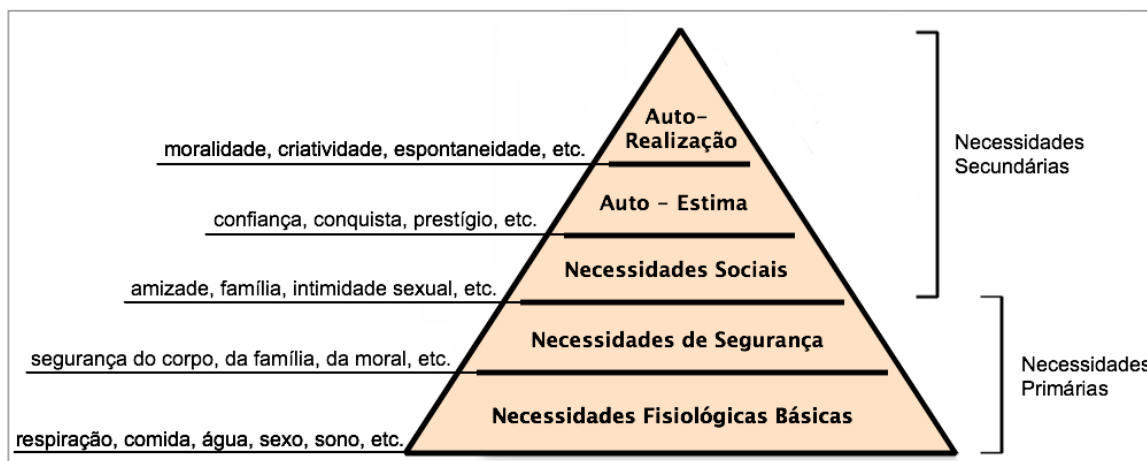 Auto-
Realização
moralidade, criatividade, espontaneidade, etc.
Necessidades
Secundárias
Auto - Estima
confiança, conquista, prestígio, etc.
Necessidades Sociais
amizade, família, intimidade sexual, etc.
Necessidades de Segurança
segurança do corpo, da família, da moral, etc.
Necessidades
Primárias
Necessidades Fisiológicas Básicas
respiração, comida, água, sexo, sono, etc.